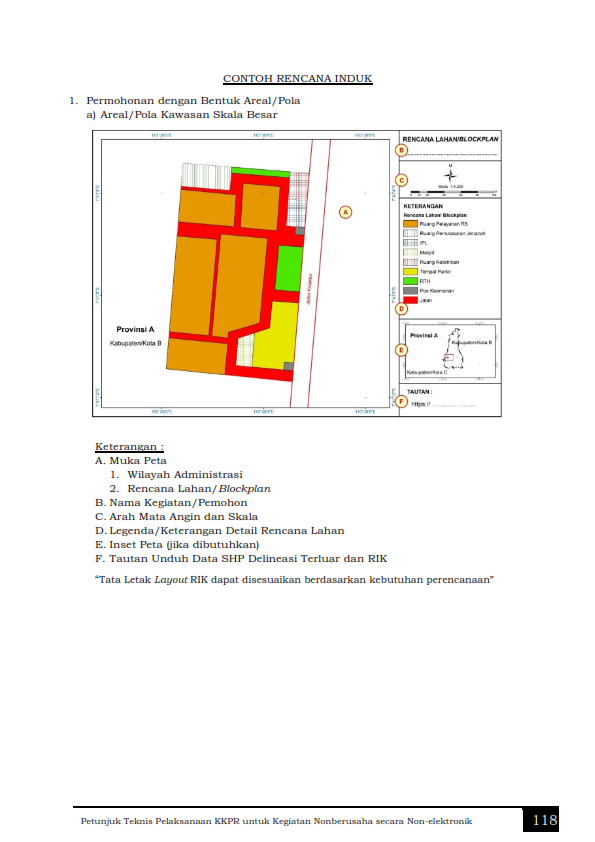 CONTOH RENCANA INDUK
1. Permohonan dengan Bentuk Areal/Pola
a) Areal/Pola Kawasan Skala Besar
RENCANA LAHAN/BLOCKPLAN
B
U
C
Skala 1:5.200
A
KETERANGAN
Rencana Lahan/ Blockplan
Ruang Pelayanan RS
Ruang Pemulasaran Jenazah
IPL
Masjid
Ruang Kelistrikan
Tempat Parkir
RTH
Pos Keamanan
Jalan
D
Provinsi A
Kabupaten/Kota B
Provinsi A
Kabupaten/Kota B
E
Kabupaten/Kota C
TAUTAN :
F
https://
Keterangan :
A. Muka Peta
1. Wilayah Administrasi
2. Rencana Lahan/Blockplan
B. Nama Kegiatan/Pemohon
C. Arah Mata Angin dan Skala
D. Legenda/Keterangan Detail Rencana Lahan
E. Inset Peta (jika dibutuhkan)
F. Tautan Unduh Data SHP Delineasi Terluar dan RIK
“Tata Letak Layout RIK dapat disesuaikan berdasarkan kebutuhan perencanaan”
Petunjuk Teknis Pelaksanaan KKPR untuk Kegiatan Nonberusaha secara Non-elektronik
118